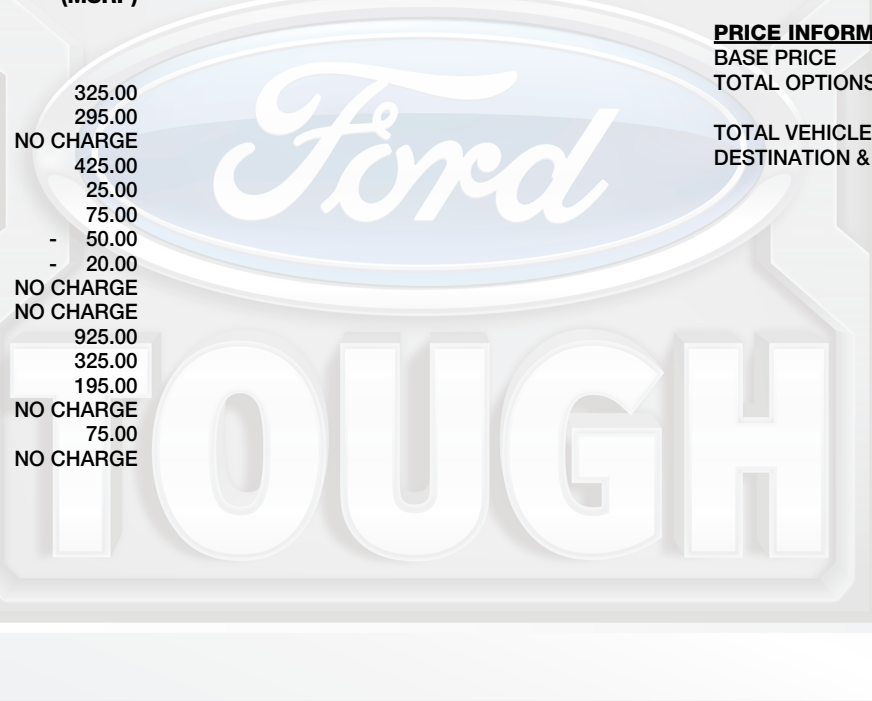 (MSRP)
325.00
295.00
NO CHARGE
425.00
25.00
75.00
- 50.00
- 20.00
NO CHARGE
NO CHARGE
925.00
325.00
195.00
NO CHARGE
75.00
NO CHARGE
PRICE INFORM
BASE PRICE
TOTAL OPTIONS
TOTAL VEHICLE
DESTINATION &
Ford
TOUGH